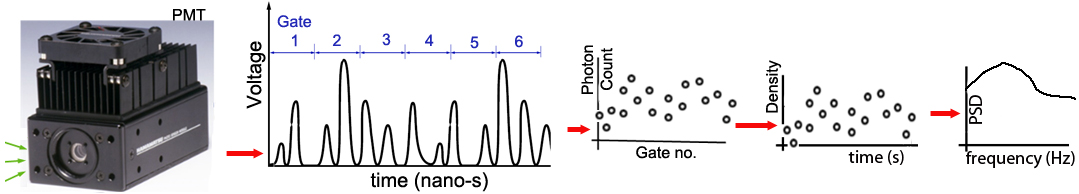 PMT
Gate
1 2 3 4 5 6
Voltage
time (nano-s)
Photon
Count
Gate no.
Density
time (s)
PSD
frequency (Hz)